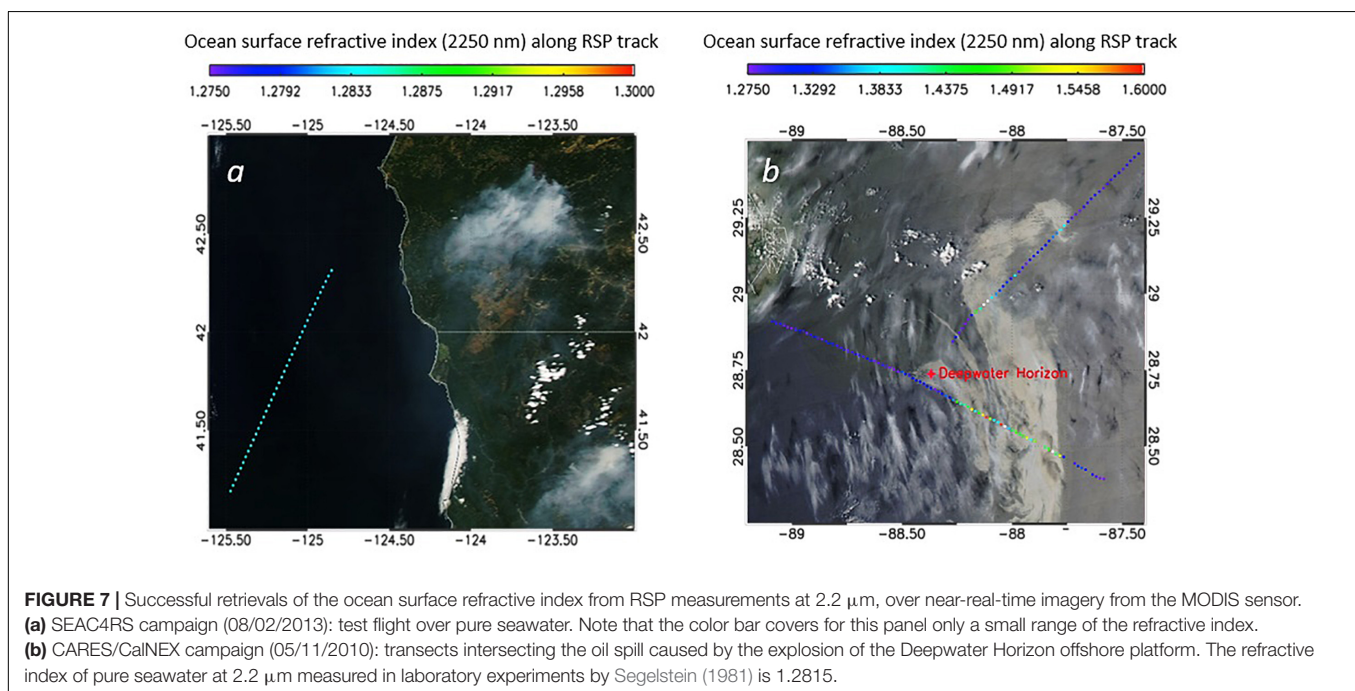 Ocean surface refractive index (2250 nm) along RSP track
1.2750 1.2792 1.2833 1.2875 1.2917 1.2958 1.3000
−125.50 −125 −124.50 −124 −123.50
a
42.50 42.50
42 42
41.50 41.50
−125.50 −125 −124.50 −124 −123.50
Ocean surface refractive index (2250 nm) along RSP track
1.2750 1.3292 1.3833 1.4375 1.4917 1.5458 1.6000
−89 −88.50 −88 −87.50
b
29.25 29.25
29 29
28.75 28.75
+ Deepwater Horizon
28.50 28.50
−89 −88.50 −88 −87.50
FIGURE 7 | Successful retrievals of the ocean surface refractive index from RSP measurements at 2.2 μm, over near-real-time imagery from the MODIS sensor.
(a) SEAC4RS campaign (08/02/2013): test flight over pure seawater. Note that the color bar covers for this panel only a small range of the refractive index.
(b) CARES/CalNEX campaign (05/11/2010): transects intersecting the oil spill caused by the explosion of the Deepwater Horizon offshore platform. The refractive
index of pure seawater at 2.2 μm measured in laboratory experiments by Segelstein (1981) is 1.2815.